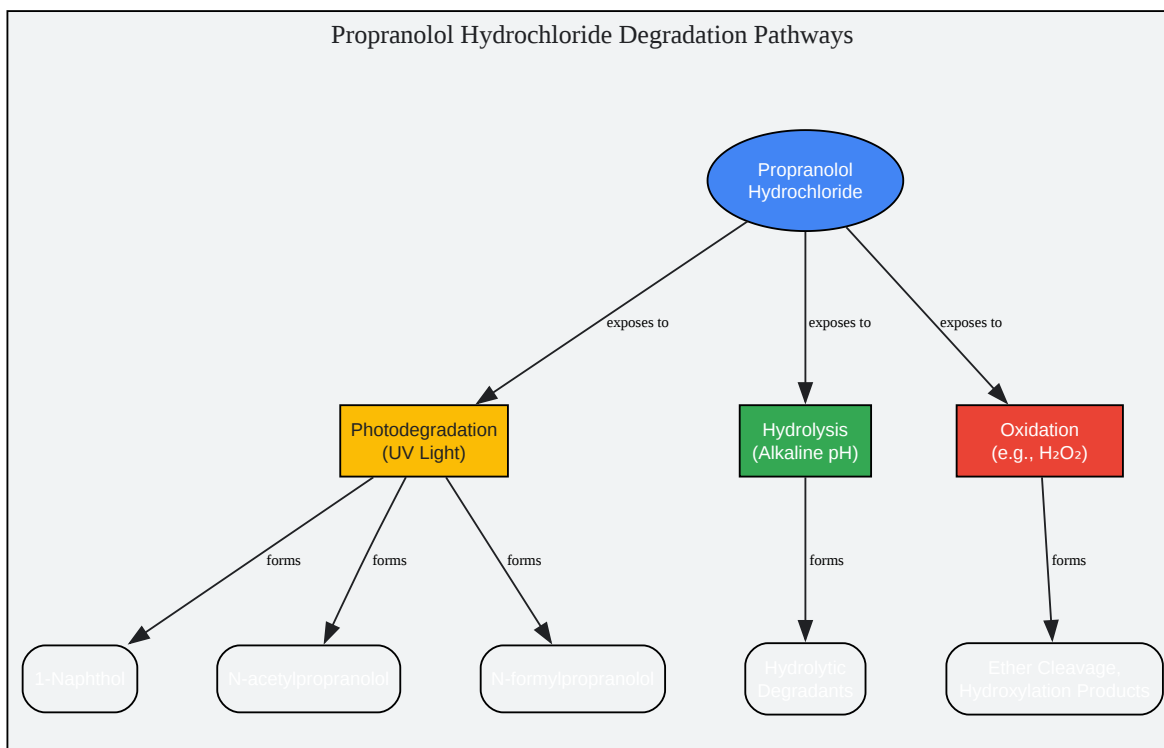 Propranolol Hydrochloride Degradation Pathways
Propranolol
Hydrochloride
exposes to
exposes to
exposes to
Photodegradation
(UV Light)
Hydrolysis
(Alkaline pH)
Oxidation
(e.g., H₂O₂)
forms
forms
forms
forms
forms
1-Naphthol
N-acetylpropranolol
N-formylpropranolol
Hydrolytic
Degradants
Ether Cleavage,
Hydroxylation Products